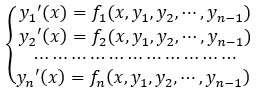 y₁′(x) = f₁(x, y₁, y₂, ⋯, yₙ₋₁)
y₂′(x) = f₂(x, y₁, y₂, ⋯, yₙ₋₁)
⋯⋯⋯⋯⋯⋯⋯⋯⋯⋯⋯⋯
yₙ′(x) = fₙ(x, y₁, y₂, ⋯, yₙ₋₁)